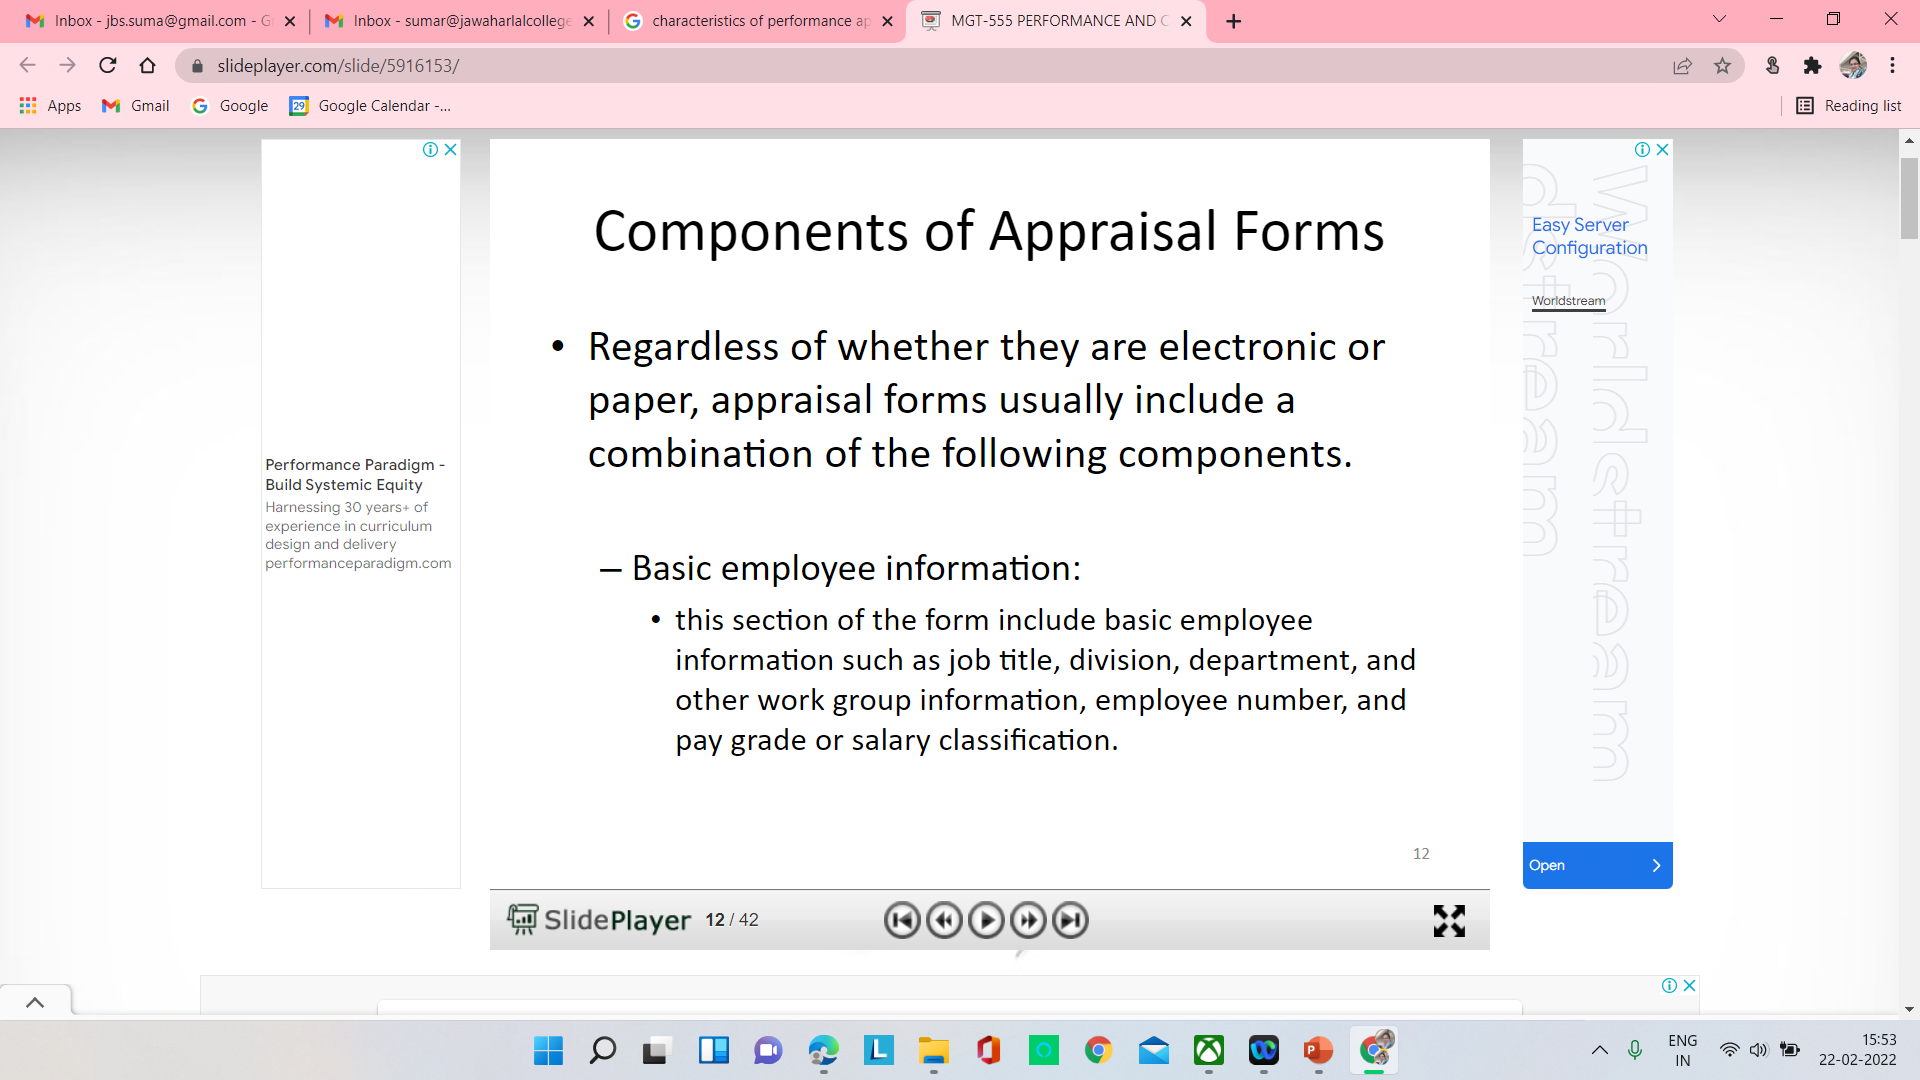 Inbox - jbs.suma@gmail.com - G
Inbox - sumar@jawaharlalcollege
characteristics of performance ap
MGT-555 PERFORMANCE AND C
slideplayer.com/slide/5916153/
Apps
Gmail
Google
29
Google Calendar -...
Reading list
Components of Appraisal Forms
• Regardless of whether they are electronic or
paper, appraisal forms usually include a
combination of the following components.
– Basic employee information:
• this section of the form include basic employee
information such as job title, division, department, and
other work group information, employee number, and
pay grade or salary classification.
12
Performance Paradigm -
Build Systemic Equity
Harnessing 30 years+ of
experience in curriculum
design and delivery
performanceparadigm.com
Easy Server
Configuration
Worldstream
Worldstream
Open
SlidePlayer
12 / 42
ENG
IN
15:53
22-02-2022